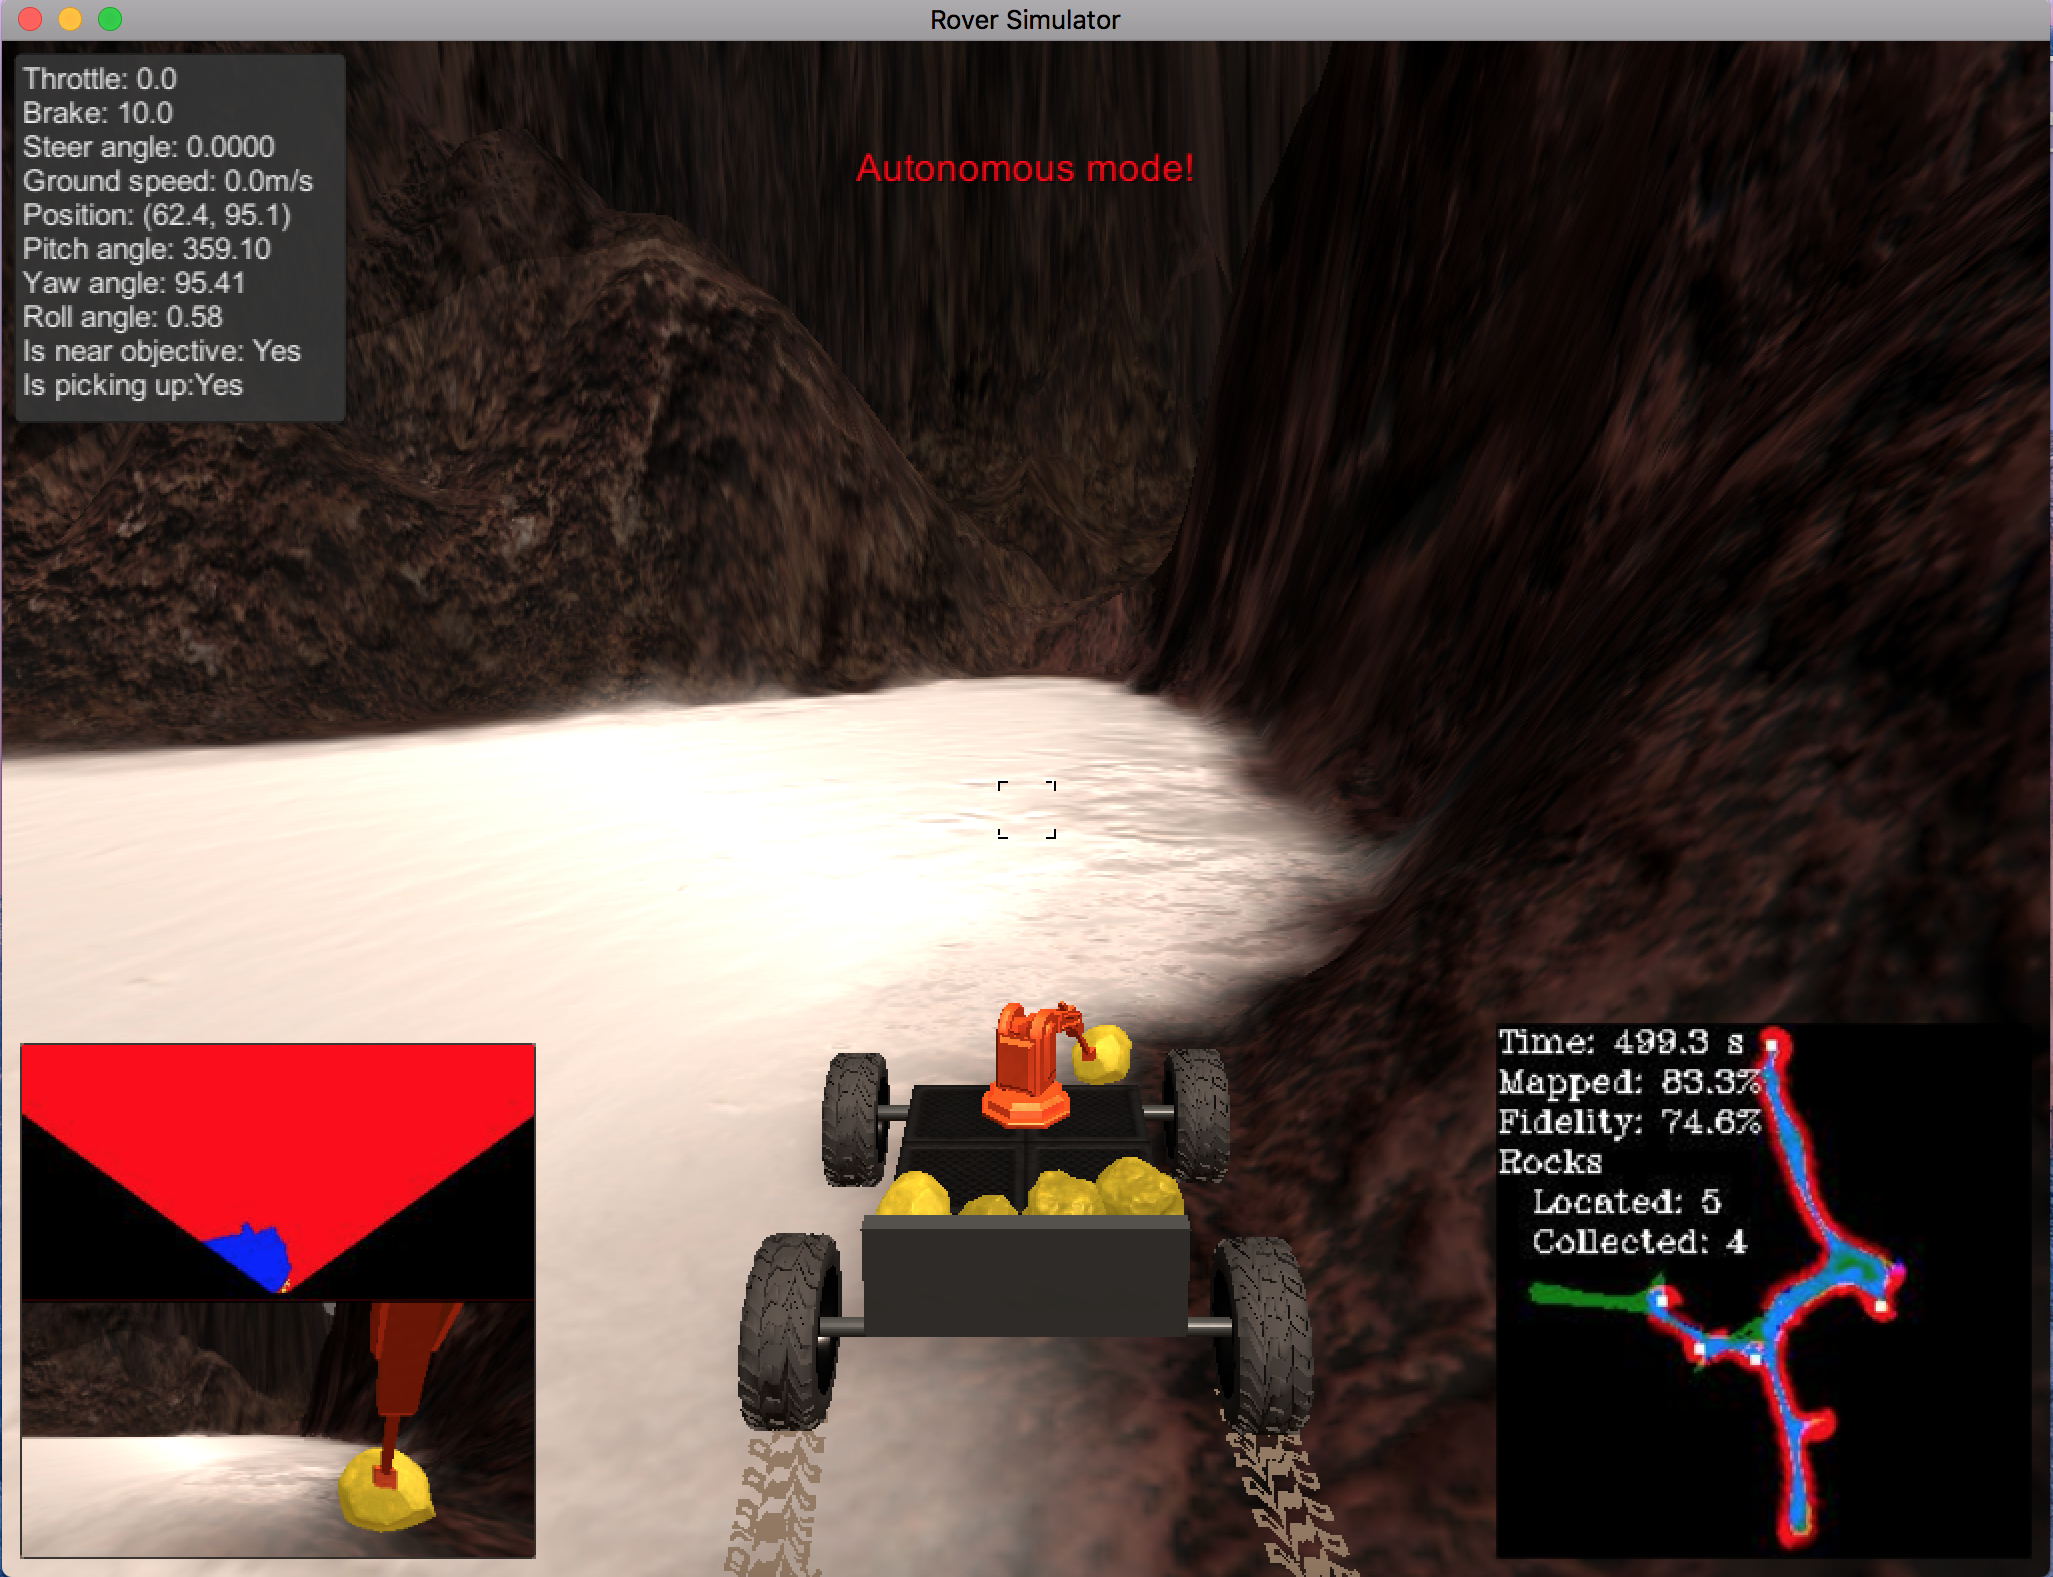 Rover Simulator
Throttle: 0.0
Brake: 10.0
Steer angle: 0.0000
Ground speed: 0.0m/s
Position: (62.4, 95.1)
Pitch angle: 359.10
Yaw angle: 95.41
Roll angle: 0.58
Is near objective: Yes
Is picking up:Yes
Autonomous mode!
Time: 499.3 s
Mapped: 83.3%
Fidelity: 74.6%
Rocks
Located: 5
Collected: 4